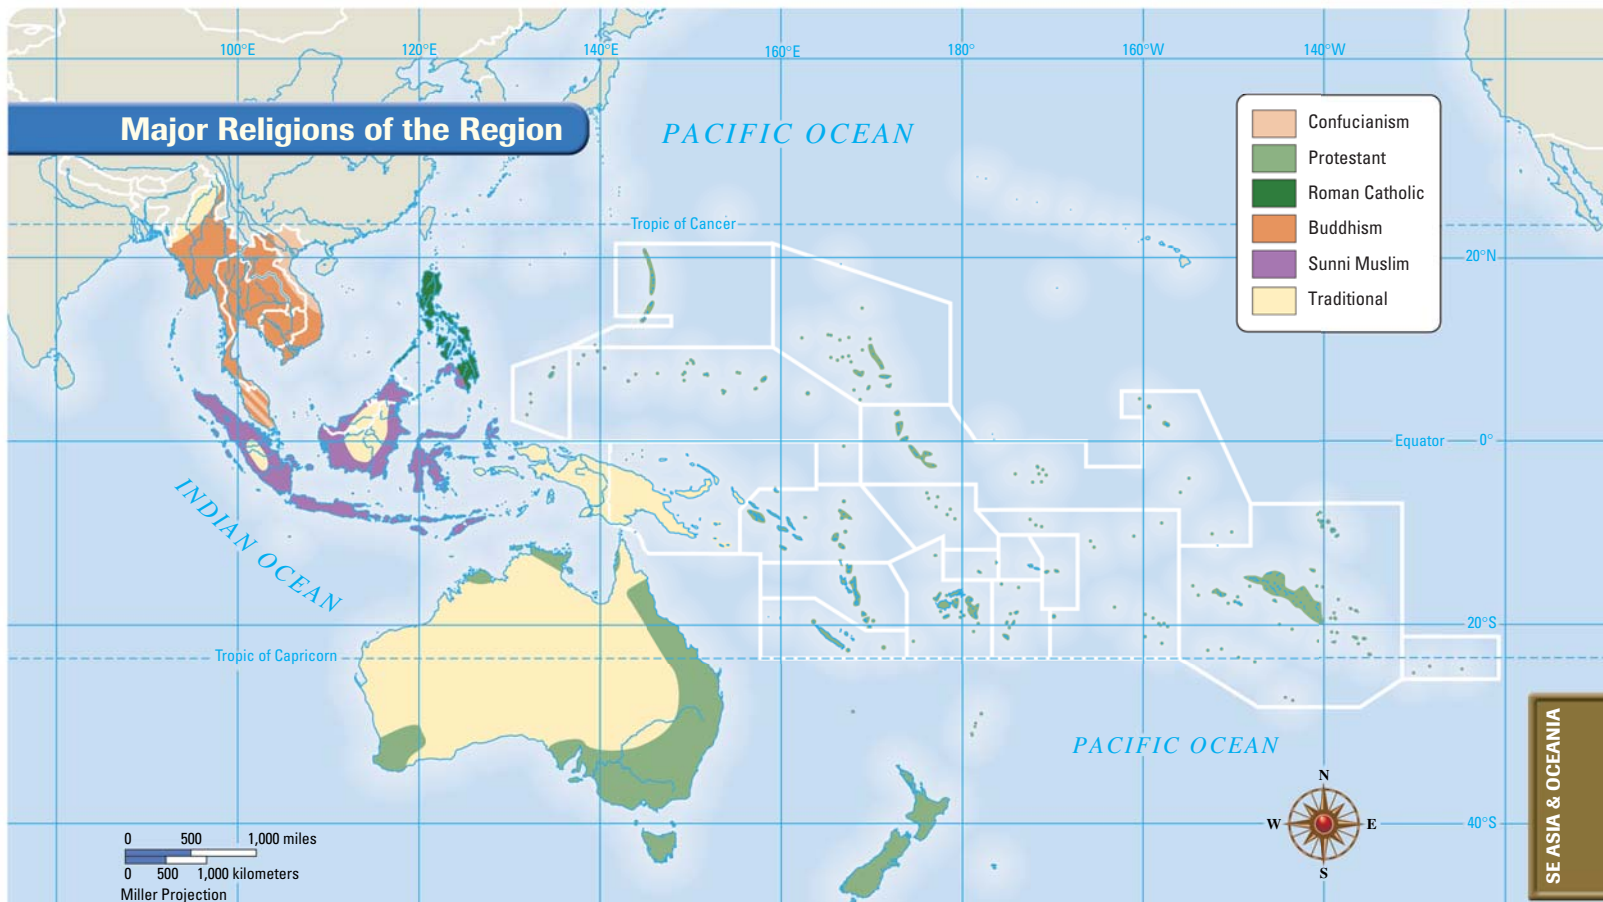 100°E
120°E
140°E
160°E
180°
160°W
140°W
Major Religions of the Region
PACIFIC OCEAN
Confucianism
Protestant
Roman Catholic
Buddhism
Sunni Muslim
Traditional
Tropic of Cancer
20°N
Equator
0°
INDIAN OCEAN
20°S
Tropic of Capricorn
PACIFIC OCEAN
SE ASIA & OCEANIA
N
W
E
S
40°S
0 500 1,000 miles
0 500 1,000 kilometers
Miller Projection